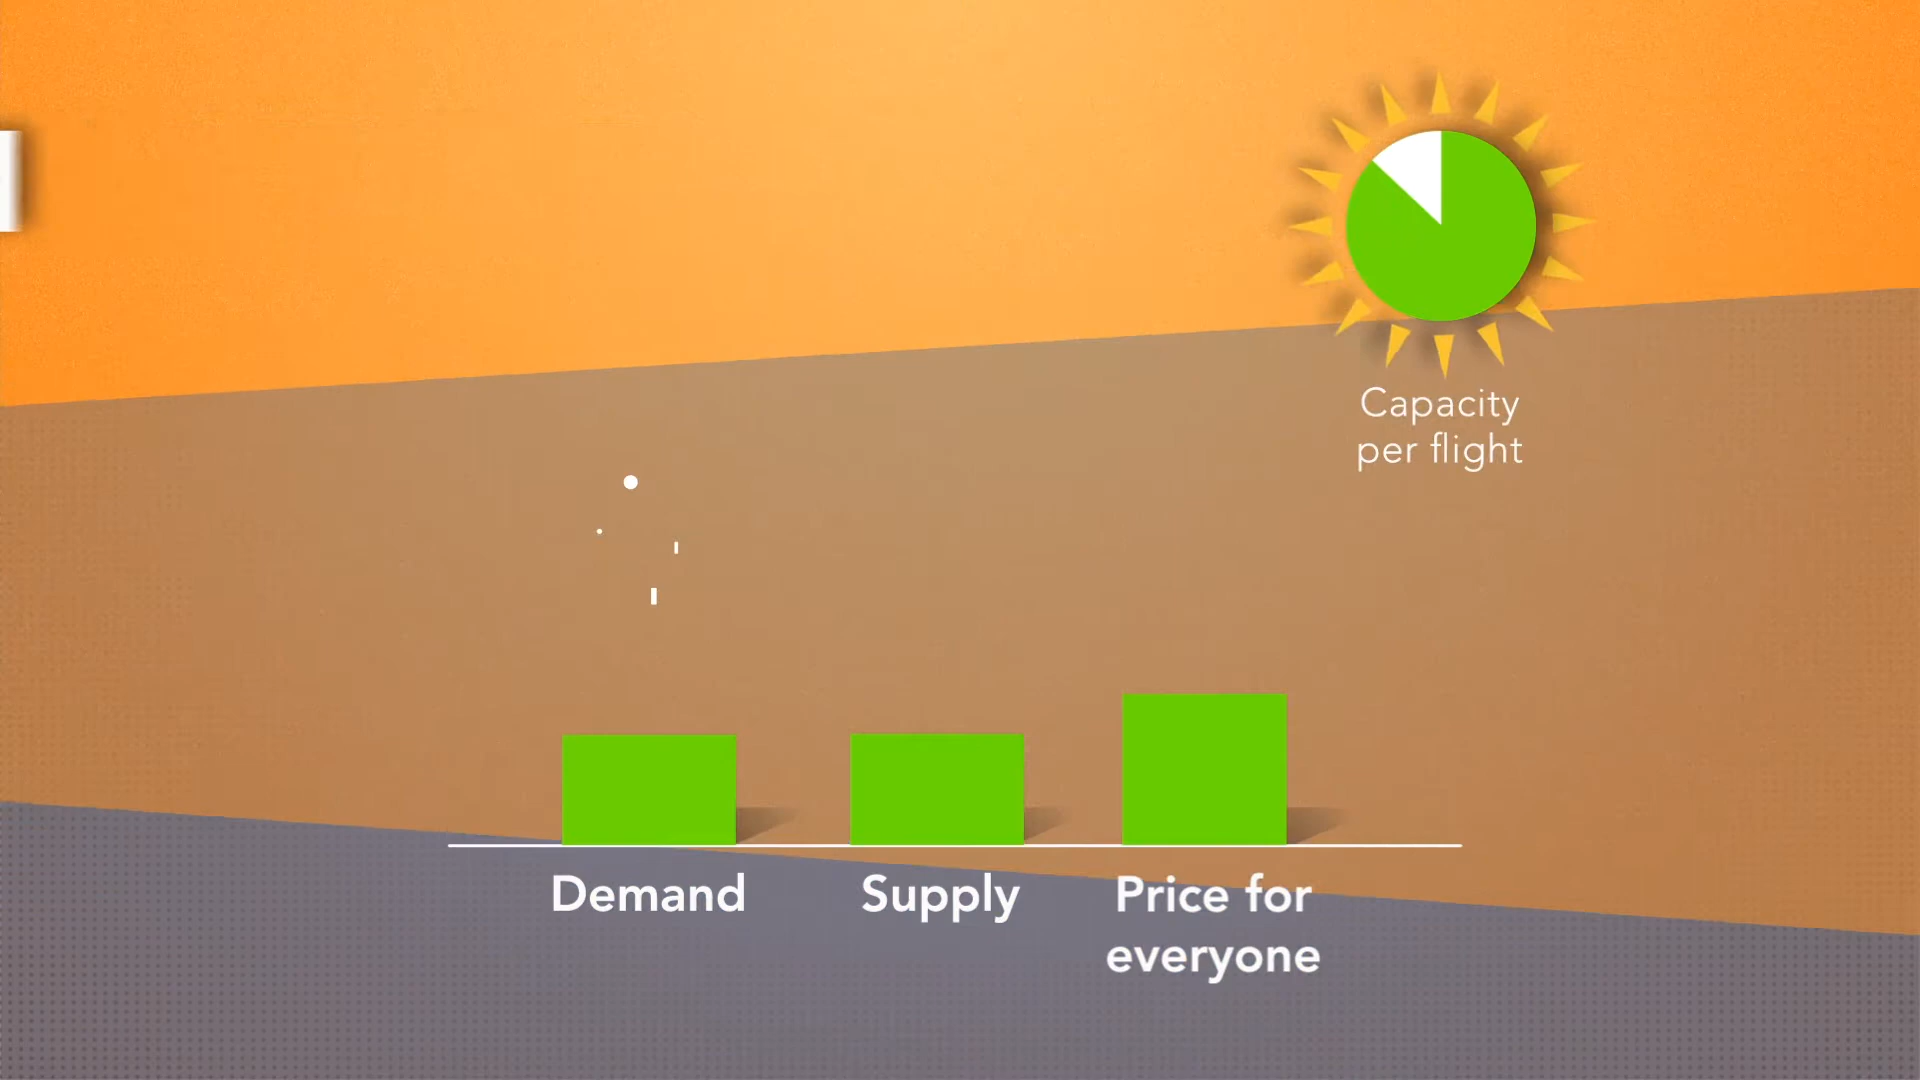 Capacity
per flight
Demand
Supply
Price for
everyone